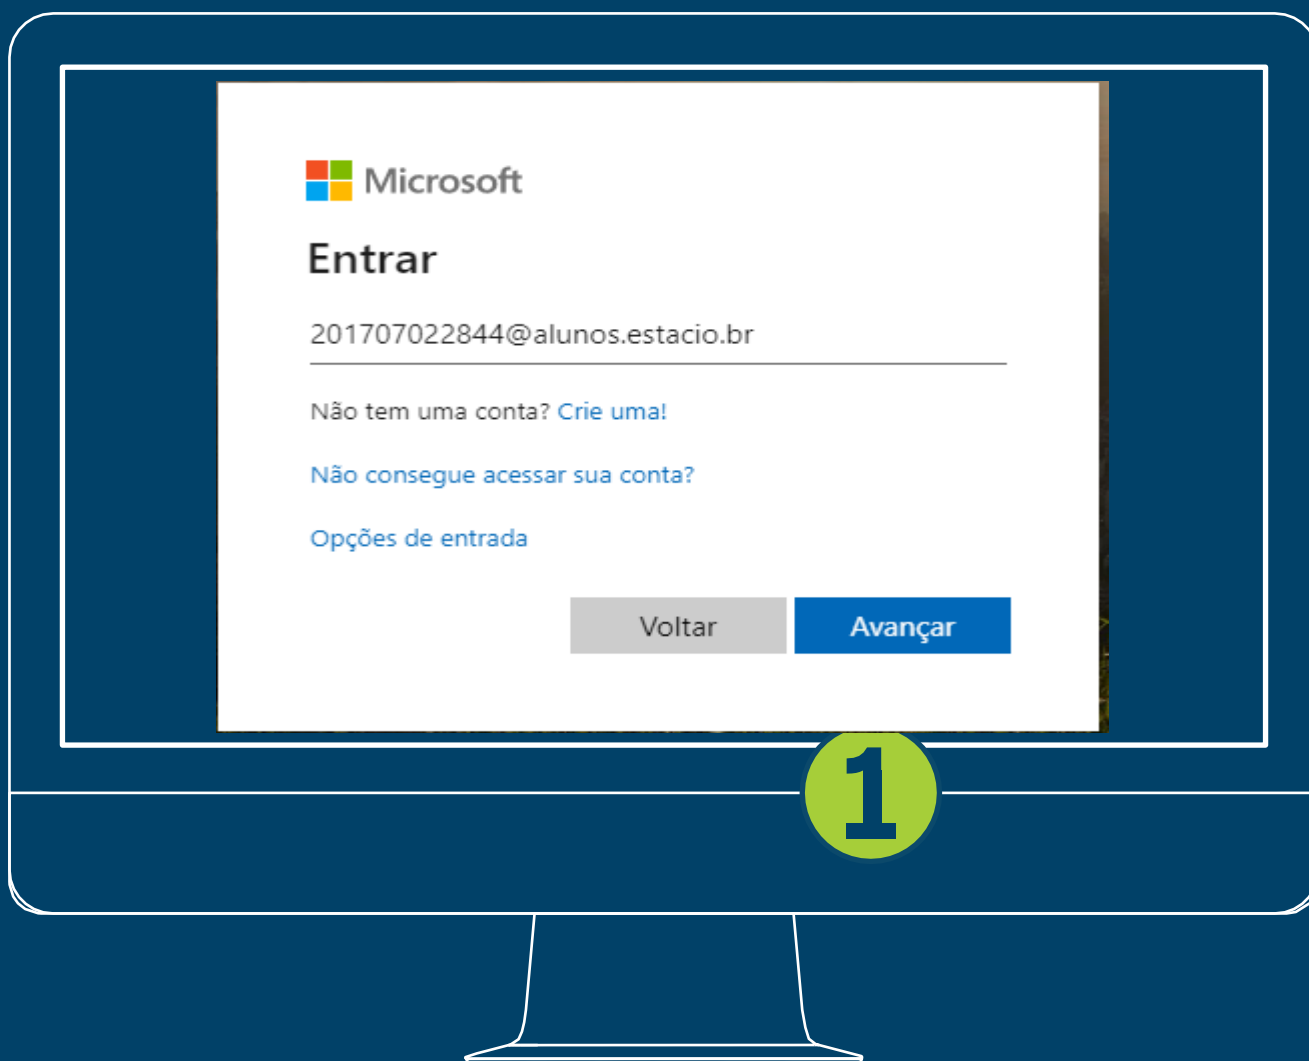 Microsoft
Entrar
201707022844@alunos.estacio.br
Não tem uma conta? Crie uma!
Não consegue acessar sua conta?
Opções de entrada
Voltar Avançar
1